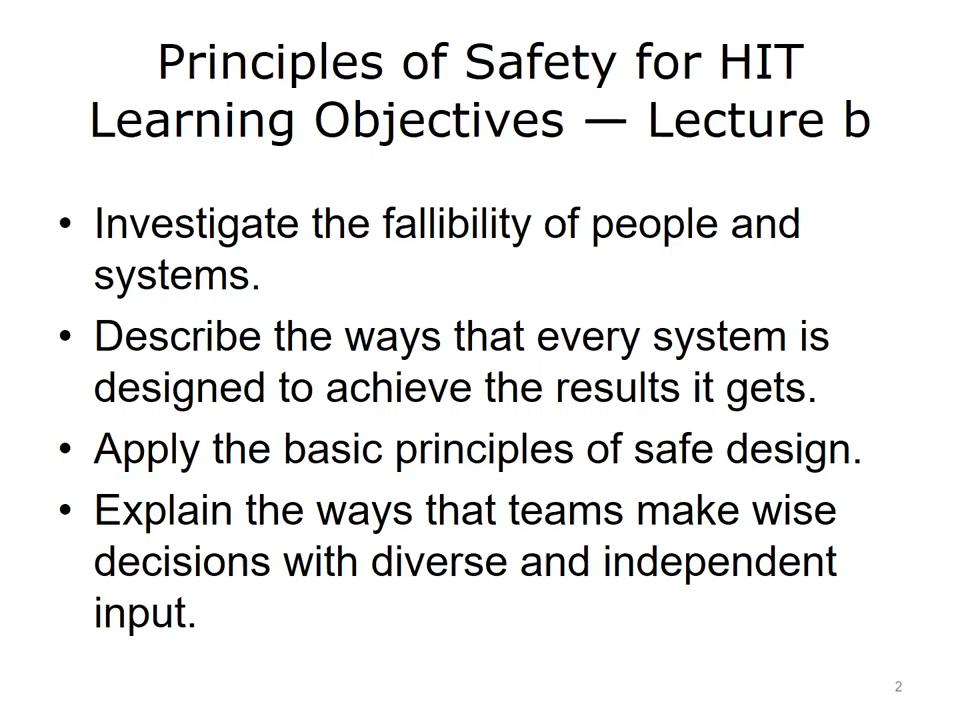 Principles of Safety for HIT
Learning Objectives — Lecture b
• Investigate the fallibility of people and
systems.
• Describe the ways that every system is
designed to achieve the results it gets.
• Apply the basic principles of safe design.
• Explain the ways that teams make wise
decisions with diverse and independent
input.
2